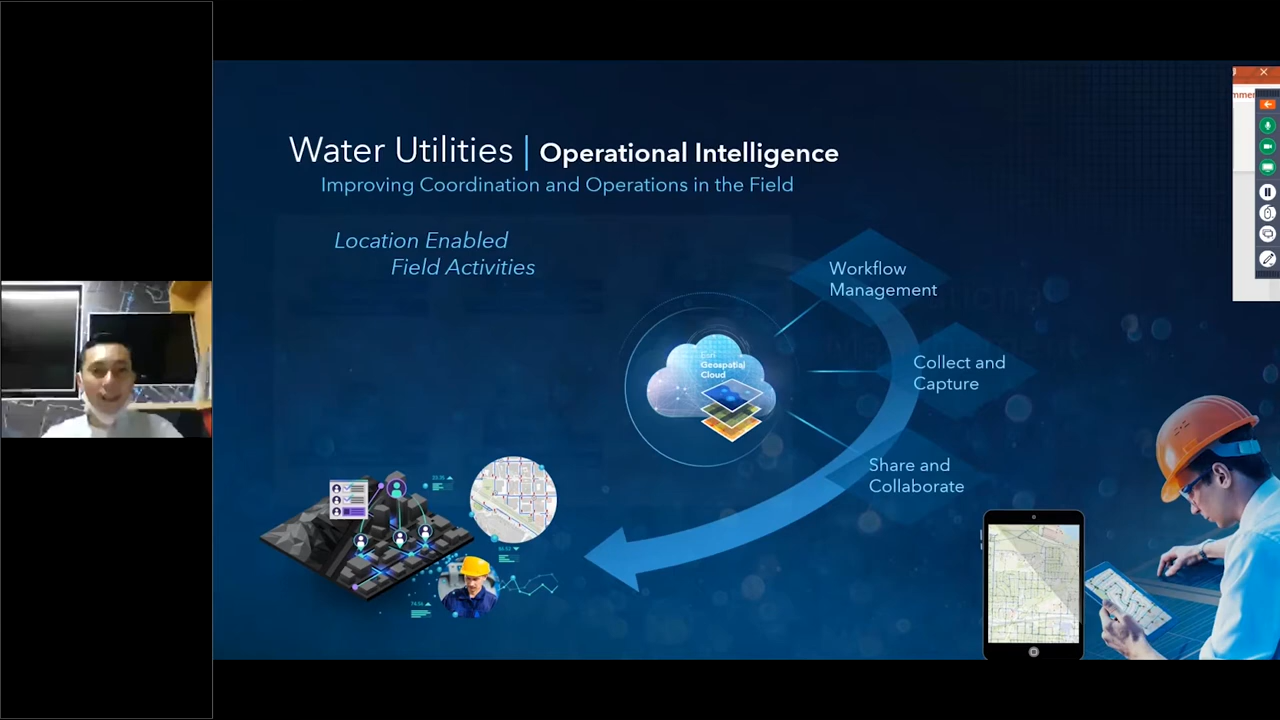 Water Utilities | Operational Intelligence
Improving Coordination and Operations in the Field
Location Enabled
Field Activities
Workflow
Management
Esri
Geospatial
Cloud
Collect and
Capture
Share and
Collaborate